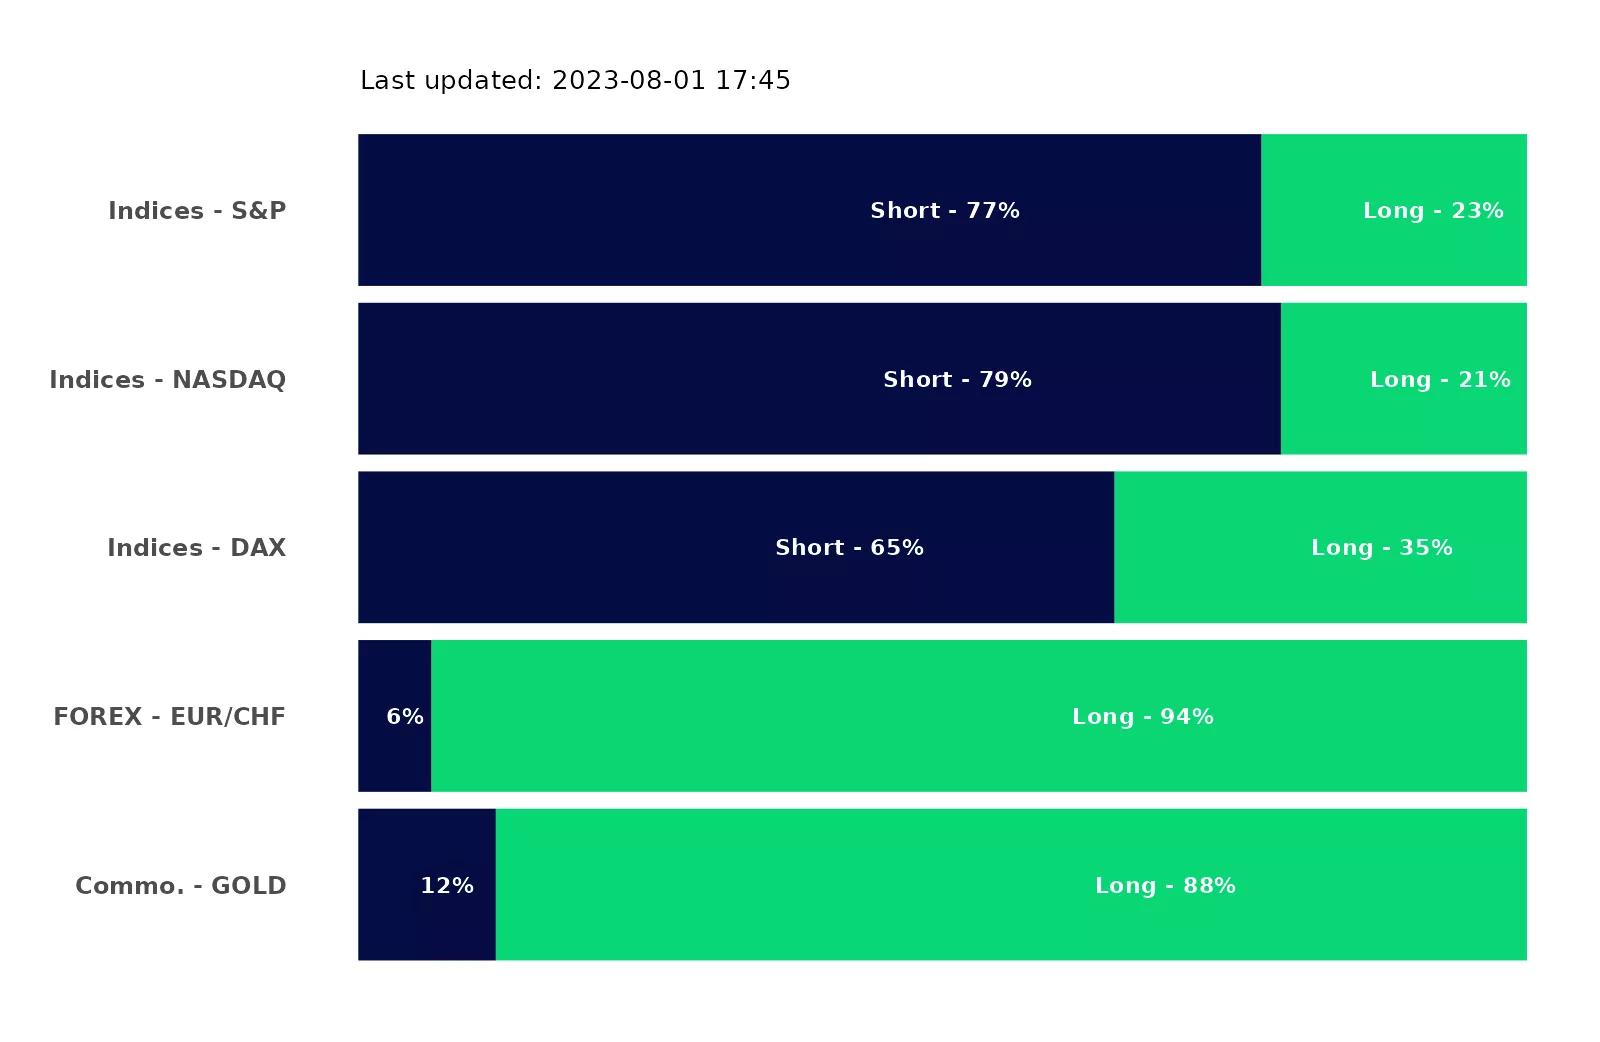 Last updated: 2023-08-01 17:45
Indices - S&P Short - 77% Long - 23%
Indices - NASDAQ Short - 79% Long - 21%
Indices - DAX Short - 65% Long - 35%
FOREX - EUR/CHF 6% Long - 94%
Commo. - GOLD 12% Long - 88%